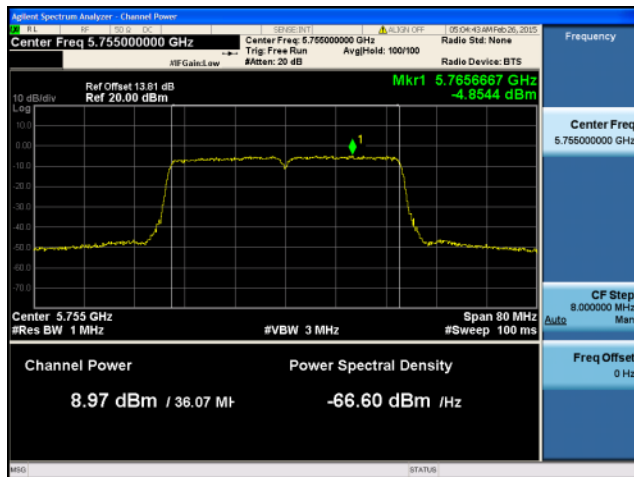 Agilent Spectrum Analyzer - Channel Power
RL RF 50 Ω DC SENSE:INT ALIGN OFF 05:04:43 AM Feb 26, 2015
Center Freq 5.755000000 GHz
Center Freq: 5.755000000 GHz
Radio Std: None
Trig: Free Run Avg|Hold: 100/100
#IFGain:Low #Atten: 20 dB Radio Device: BTS
Frequency
Ref Offset 13.81 dB
10 dB/div Ref 20.00 dBm
Mkr1 5.7656667 GHz
-4.8544 dBm
Log
10.0
0.00
-10.0
-20.0
-30.0
-40.0
-50.0
-60.0
-70.0
1
Center 5.755 GHz Span 80 MHz
#Res BW 1 MHz #VBW 3 MHz #Sweep 100 ms
Channel Power Power Spectral Density
8.97 dBm / 36.07 MH -66.60 dBm /Hz
Center Freq
5.755000000 GHz
CF Step
8.000000 MHz
Auto Man
Freq Offset
0 Hz
MSG STATUS